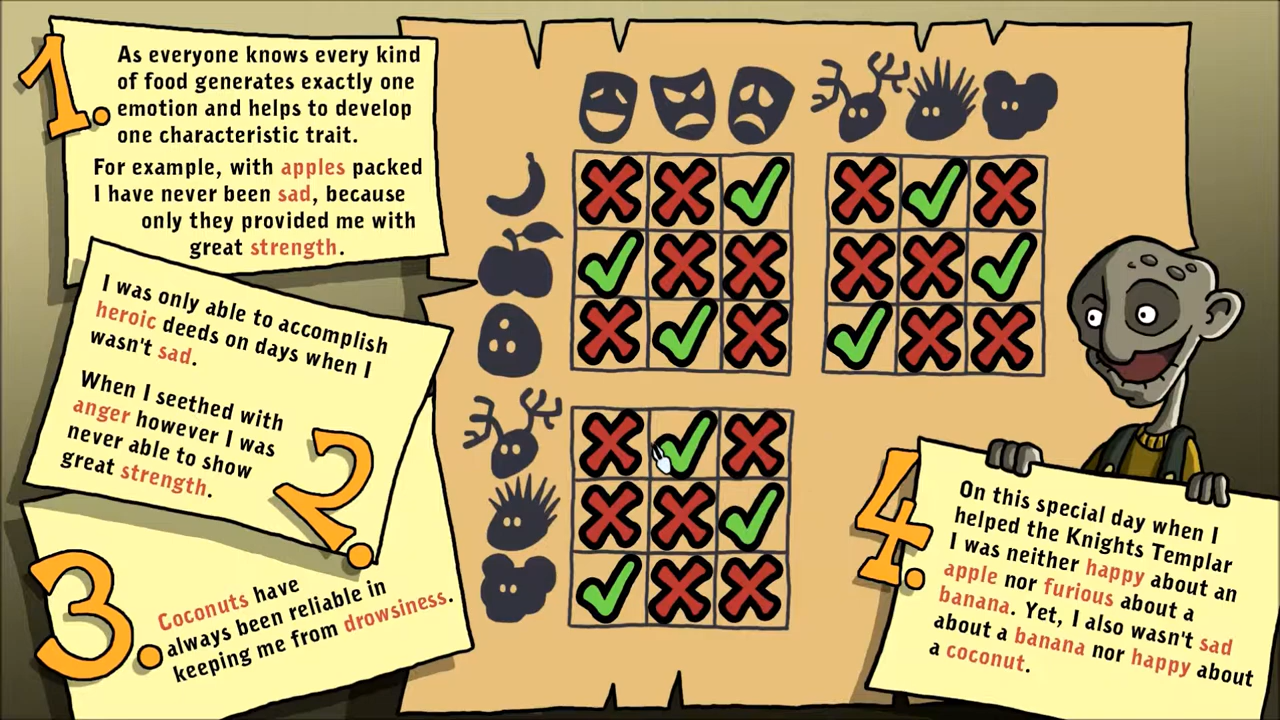 1.
As everyone knows every kind
of food generates exactly one
emotion and helps to develop
one characteristic trait.
For example, with apples packed
I have never been sad, because
only they provided me with
great strength.
I was only able to accomplish
heroic deeds on days when I
wasn't sad.
When I seethed with
anger however I was
never able to show
great strength.
2.
3.
Coconuts have
always been reliable in
keeping me from drowsiness.
4.
On this special day when I
helped the Knights Templar
I was neither happy about an
apple nor furious about a
banana. Yet, I also wasn't sad
about a banana nor happy about
a coconut.